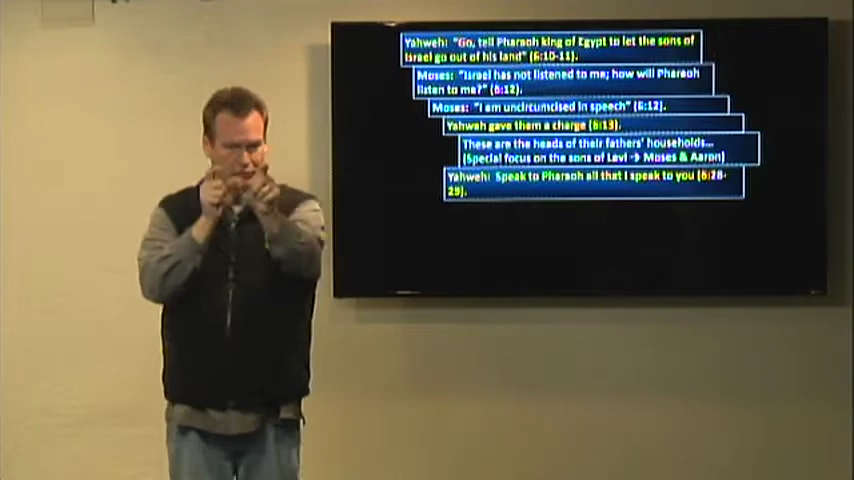 Yahweh: "Go, tell Pharaoh king of Egypt to let the sons of
Israel go out of his land" (6:10-11).
Moses: "Israel has not listened to me; how will Pharaoh
listen to me?" (6:12).
Moses: "I am uncircumcised in speech" (6:12).
Yahweh gave them a charge (6:13).
These are the heads of their fathers' households...
(Special focus on the sons of Levi → Moses & Aaron)
Yahweh: Speak to Pharaoh all that I speak to you (6:28-
29).